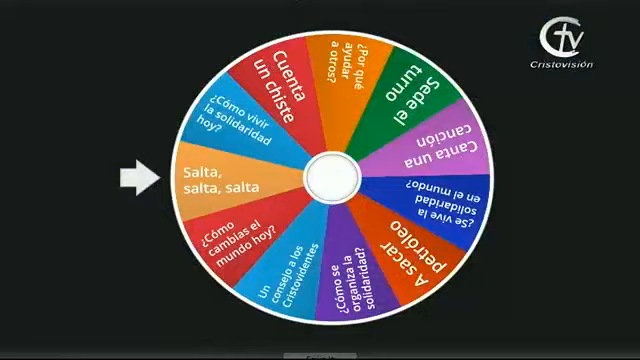 CTV
Cristovisión
¿Por qué
ayudar
a otros?
Sede el
turno
Canta una
canción
¿Se vive la
solidaridad
en el mundo?
A sacar
petróleo
¿Cómo se
organiza la
solidaridad?
Un
consejo a los
Cristovidentes
¿Cómo
cambias el
mundo hoy?
Salta,
salta, salta
¿Cómo vivir
la solidaridad
hoy?
Cuenta
un chiste